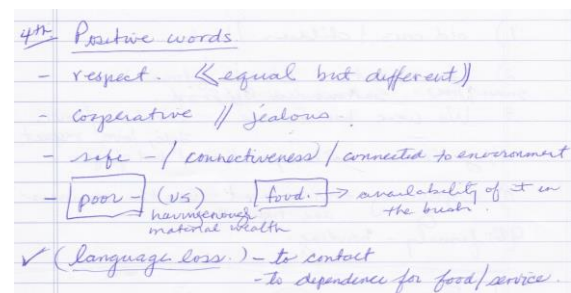 4th Positive words
- respect. «equal but different»
- cooperative // jealous.
- safe - / connectiveness / connected to environment
- poor - (vs) food. → availability of it in
having enough the bush.
material wealth
✓ (language loss.) - to contact
- to dependence for food/service.